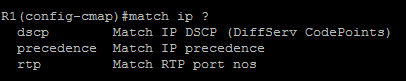 R1(config-cmap)#match ip ?
dscp Match IP DSCP (DiffServ CodePoints)
precedence Match IP precedence
rtp Match RTP port nos